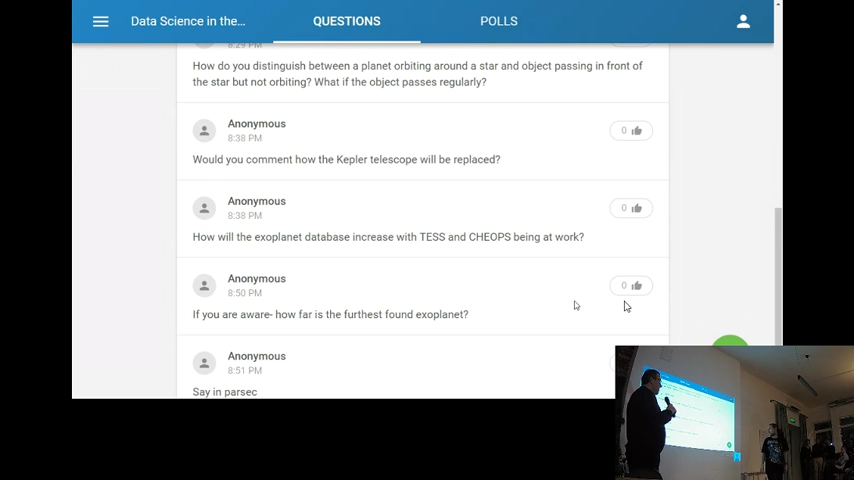 Data Science in the...
QUESTIONS
POLLS
8:29 PM
How do you distinguish between a planet orbiting around a star and object passing in front of
the star but not orbiting? What if the object passes regularly?
Anonymous
8:38 PM
0
Would you comment how the Kepler telescope will be replaced?
Anonymous
8:38 PM
0
How will the exoplanet database increase with TESS and CHEOPS being at work?
Anonymous
8:50 PM
0
If you are aware- how far is the furthest found exoplanet?
Anonymous
8:51 PM
Say in parsec